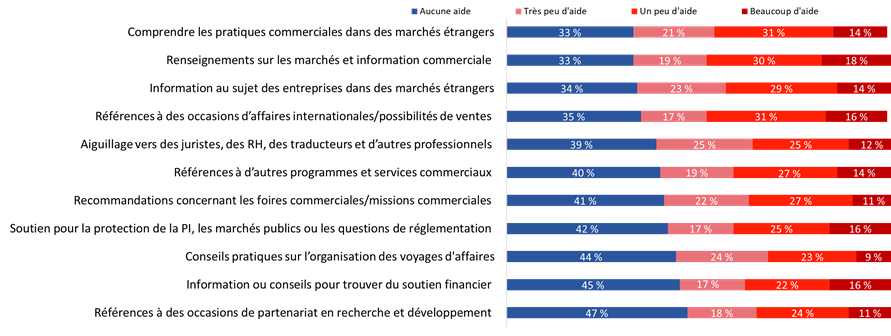 Aucune aide Très peu d'aide Un peu d'aide Beaucoup d'aide
Comprendre les pratiques commerciales dans des marchés étrangers 33 % 21 % 31 % 14 %
Renseignements sur les marchés et information commerciale 33 % 19 % 30 % 18 %
Information au sujet des entreprises dans des marchés étrangers 34 % 23 % 29 % 14 %
Références à des occasions d'affaires internationales/possibilités de ventes 35 % 17 % 31 % 16 %
Aiguillage vers des juristes, des RH, des traducteurs et d'autres professionnels 39 % 25 % 25 % 12 %
Références à d'autres programmes et services commerciaux 40 % 19 % 27 % 14 %
Recommandations concernant les foires commerciales/missions commerciales 41 % 22 % 27 % 11 %
Soutien pour la protection de la PI, les marchés publics ou les questions de réglementation 42 % 17 % 25 % 16 %
Conseils pratiques sur l'organisation des voyages d'affaires 44 % 24 % 23 % 9 %
Information ou conseils pour trouver du soutien financier 45 % 17 % 22 % 16 %
Références à des occasions de partenariat en recherche et développement 47 % 18 % 24 % 11 %